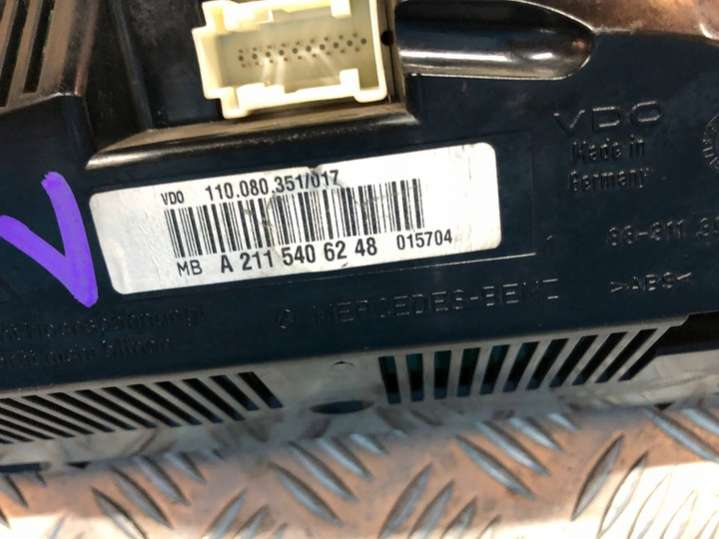 VDO
Made in
Germany
VDO 110.080.351/017
MB A 211 540 62 48 015704
>ABS<
MERCEDES-BENZ